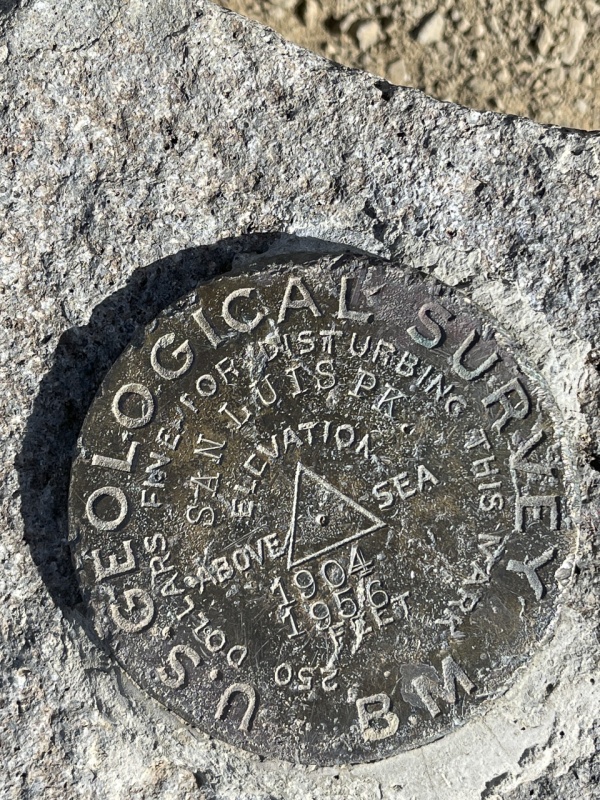 U.S. GEOLOGICAL SURVEY B.M.
250 DOLLARS FINE FOR DISTURBING THIS MARK
SAN LUIS PK.
ELEVATION
ABOVE SEA
1904
1956
FEET